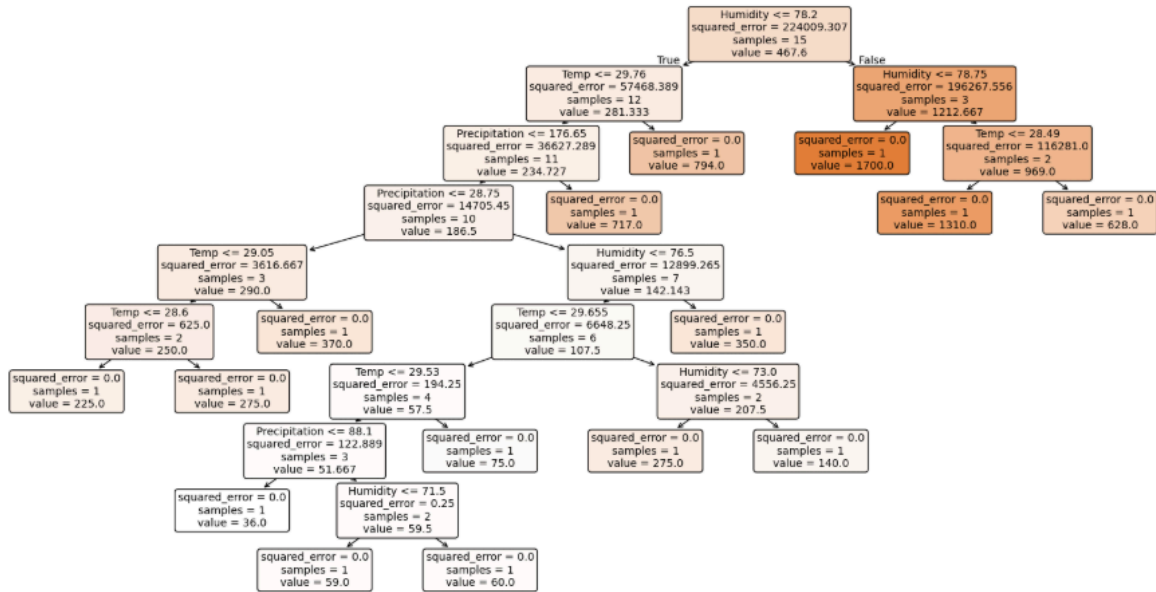 Humidity <= 78.2
squared_error = 224009.307
samples = 15
value = 467.6
True
False
Temp <= 29.76
squared_error = 57468.389
samples = 12
value = 281.333
Humidity <= 78.75
squared_error = 196267.556
samples = 3
value = 1212.667
Precipitation <= 176.65
squared_error = 36627.289
samples = 11
value = 234.727
squared_error = 0.0
samples = 1
value = 794.0
squared_error = 0.0
samples = 1
value = 1700.0
Temp <= 28.49
squared_error = 116281.0
samples = 2
value = 969.0
Precipitation <= 28.75
squared_error = 14705.45
samples = 10
value = 186.5
squared_error = 0.0
samples = 1
value = 717.0
squared_error = 0.0
samples = 1
value = 1310.0
squared_error = 0.0
samples = 1
value = 628.0
Temp <= 29.05
squared_error = 3616.667
samples = 3
value = 290.0
Humidity <= 76.5
squared_error = 12899.265
samples = 7
value = 142.143
Temp <= 28.6
squared_error = 625.0
samples = 2
value = 250.0
squared_error = 0.0
samples = 1
value = 370.0
Temp <= 29.655
squared_error = 6648.25
samples = 6
value = 107.5
squared_error = 0.0
samples = 1
value = 350.0
squared_error = 0.0
samples = 1
value = 225.0
squared_error = 0.0
samples = 1
value = 275.0
Temp <= 29.53
squared_error = 194.25
samples = 4
value = 57.5
Humidity <= 73.0
squared_error = 4556.25
samples = 2
value = 207.5
Precipitation <= 88.1
squared_error = 122.889
samples = 3
value = 51.667
squared_error = 0.0
samples = 1
value = 75.0
squared_error = 0.0
samples = 1
value = 275.0
squared_error = 0.0
samples = 1
value = 140.0
squared_error = 0.0
samples = 1
value = 36.0
Humidity <= 71.5
squared_error = 0.25
samples = 2
value = 59.5
squared_error = 0.0
samples = 1
value = 59.0
squared_error = 0.0
samples = 1
value = 60.0